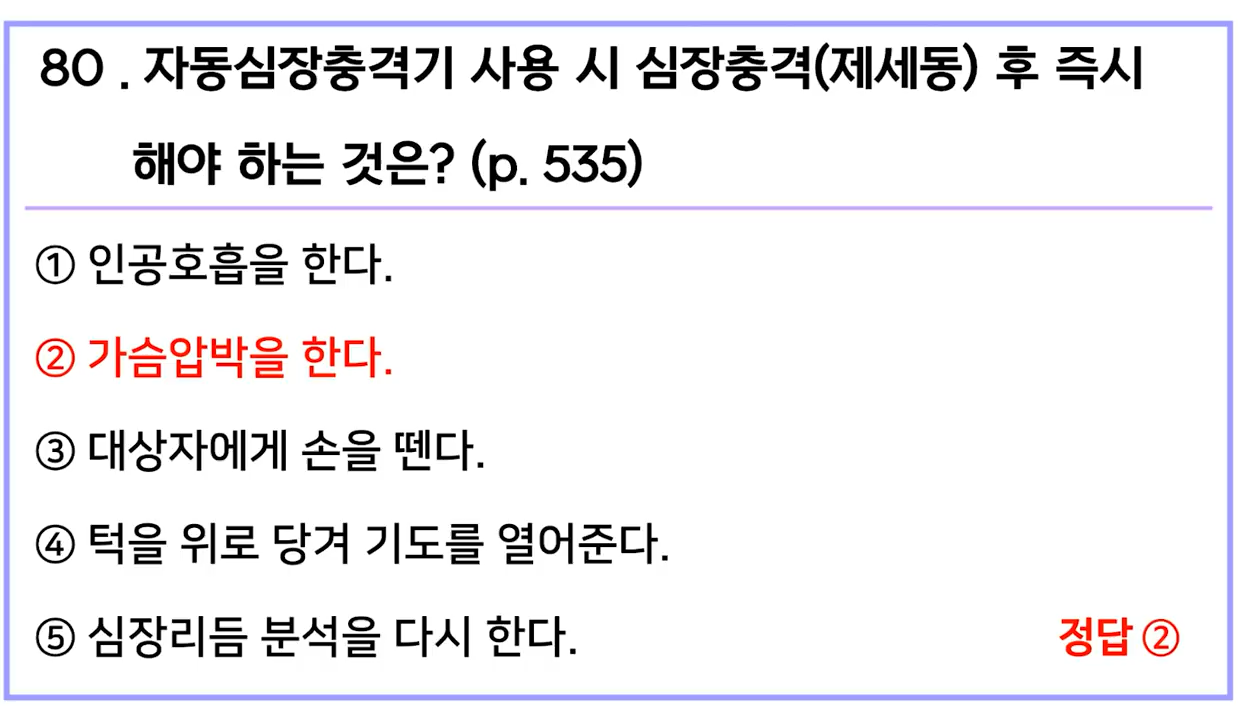 80 . 자동심장충격기 사용 시 심장충격(제세동) 후 즉시
해야 하는 것은? (p. 535)
① 인공호흡을 한다.
② 가슴압박을 한다.
③ 대상자에게 손을 뗀다.
④ 턱을 위로 당겨 기도를 열어준다.
⑤ 심장리듬 분석을 다시 한다.
정답 ②